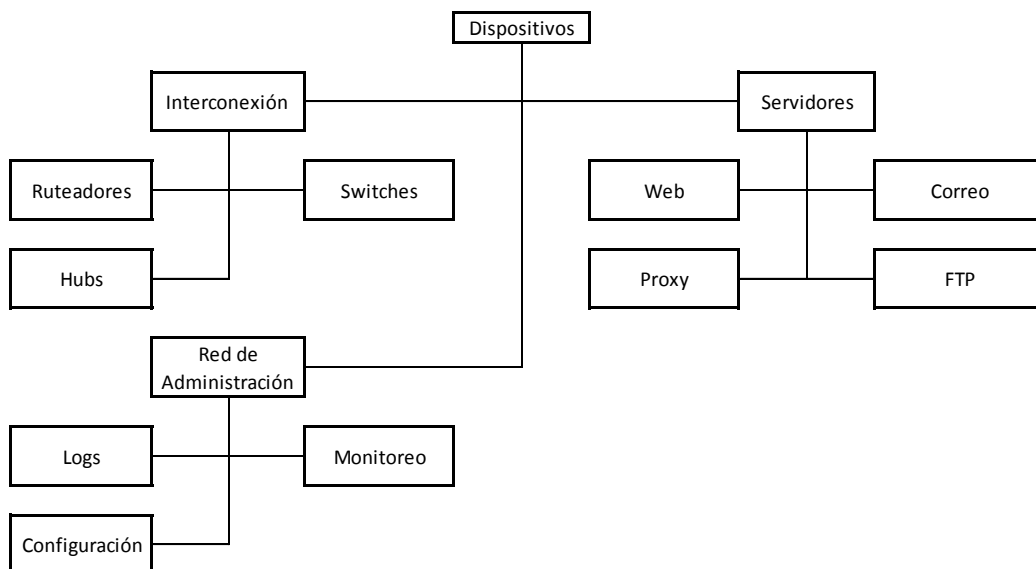 Dispositivos
Interconexión
Servidores
Ruteadores
Switches
Web
Correo
Hubs
Proxy
FTP
Red de
Administración
Logs
Monitoreo
Configuración